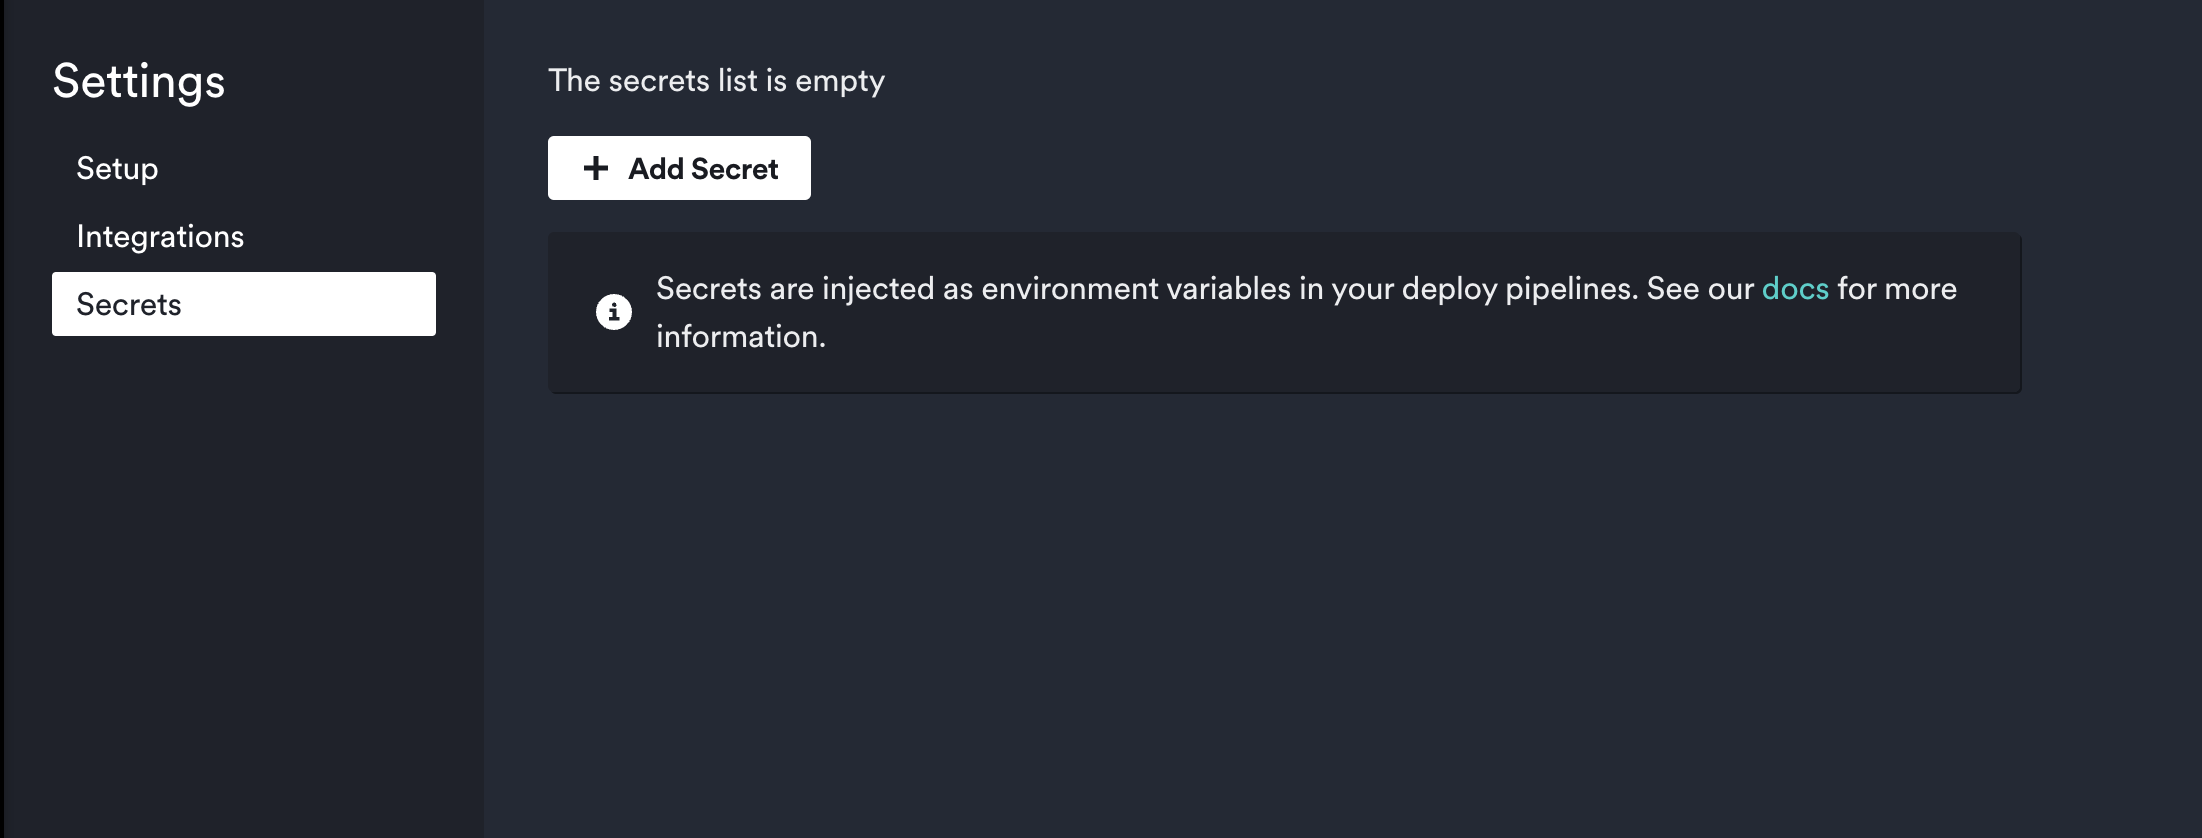 Settings
Setup
Integrations
Secrets
The secrets list is empty
+ Add Secret
Secrets are injected as environment variables in your deploy pipelines. See our docs for more
information.